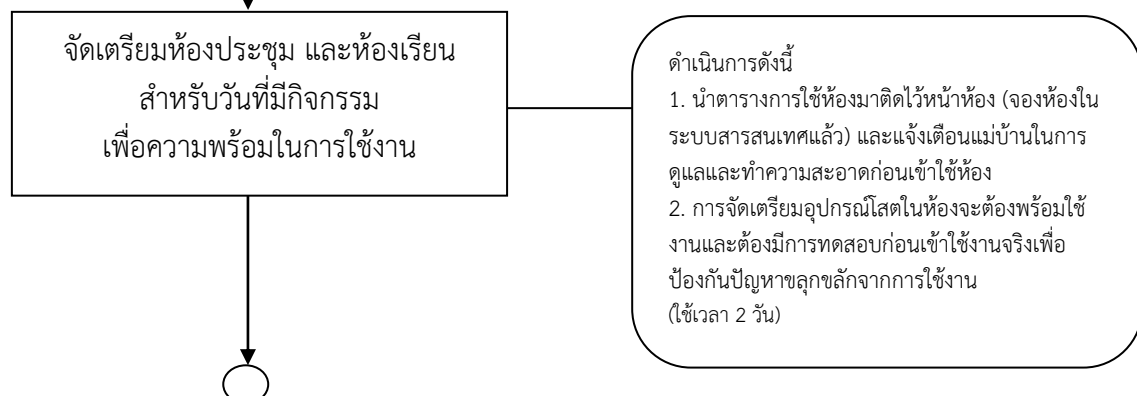 จัดเตรียมห้องประชุม และห้องเรียน
สำหรับวันที่มีกิจกรรม
เพื่อความพร้อมในการใช้งาน
ดำเนินการดังนี้
1. นำตารางการใช้ห้องมาติดไว้หน้าห้อง (จองห้องใน
ระบบสารสนเทศแล้ว) และแจ้งเตือนแม่บ้านในการ
ดูแลและทำความสะอาดก่อนเข้าใช้ห้อง
2. การจัดเตรียมอุปกรณ์โสตในห้องจะต้องพร้อมใช้
งานและต้องมีการทดสอบก่อนเข้าใช้งานจริงเพื่อ
ป้องกันปัญหาขลุกขลักจากการใช้งาน
(ใช้เวลา 2 วัน)